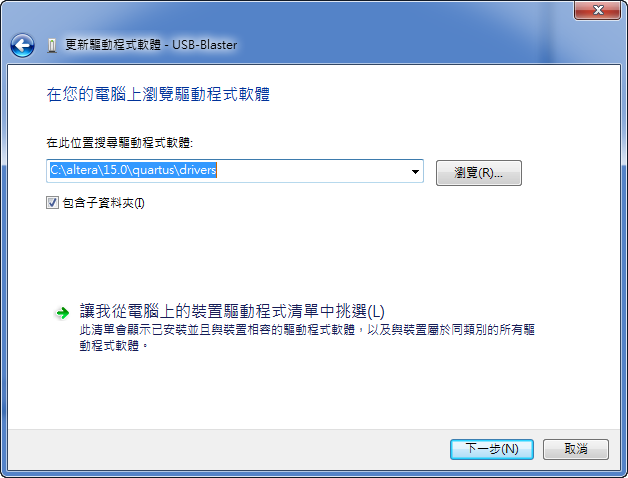 更新驅動程式軟體 - USB-Blaster
在您的電腦上瀏覽驅動程式軟體
在此位置搜尋驅動程式軟體:
C:\altera\15.0\quartus\drivers
瀏覽(R)...
包含子資料夾(I)
讓我從電腦上的裝置驅動程式清單中挑選(L)
此清單會顯示已安裝並且與裝置相容的驅動程式軟體，以及與裝置屬於同類別的所有驅
動程式軟體。
下一步(N)
取消